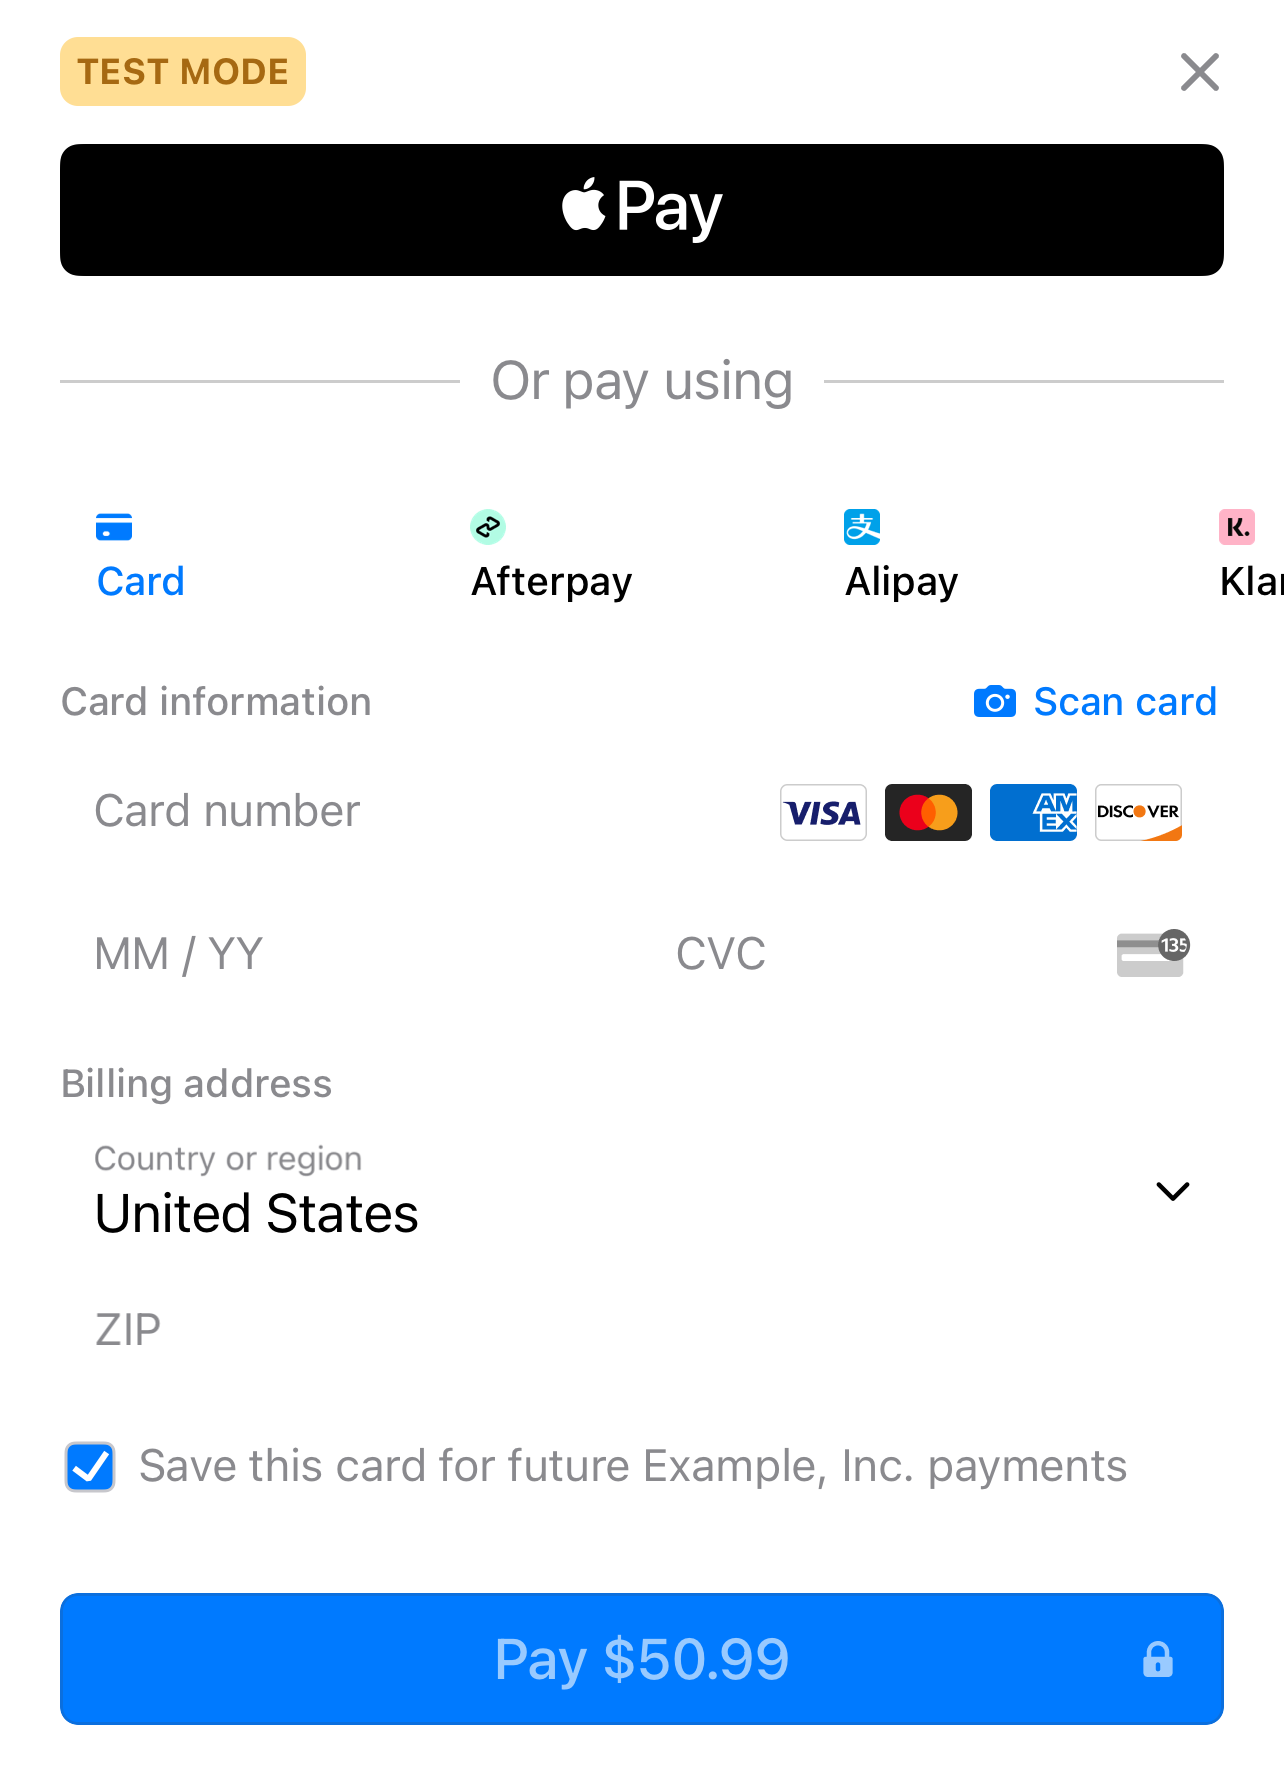 TEST MODE
Pay
Or pay using
支
K.
Card
Afterpay
Alipay
Kla
Card information
Scan card
Card number
VISA
AM
EX
DISCOVER
MM / YY
CVC
135
Billing address
Country or region
United States
ZIP
Save this card for future Example, Inc. payments
Pay $50.99